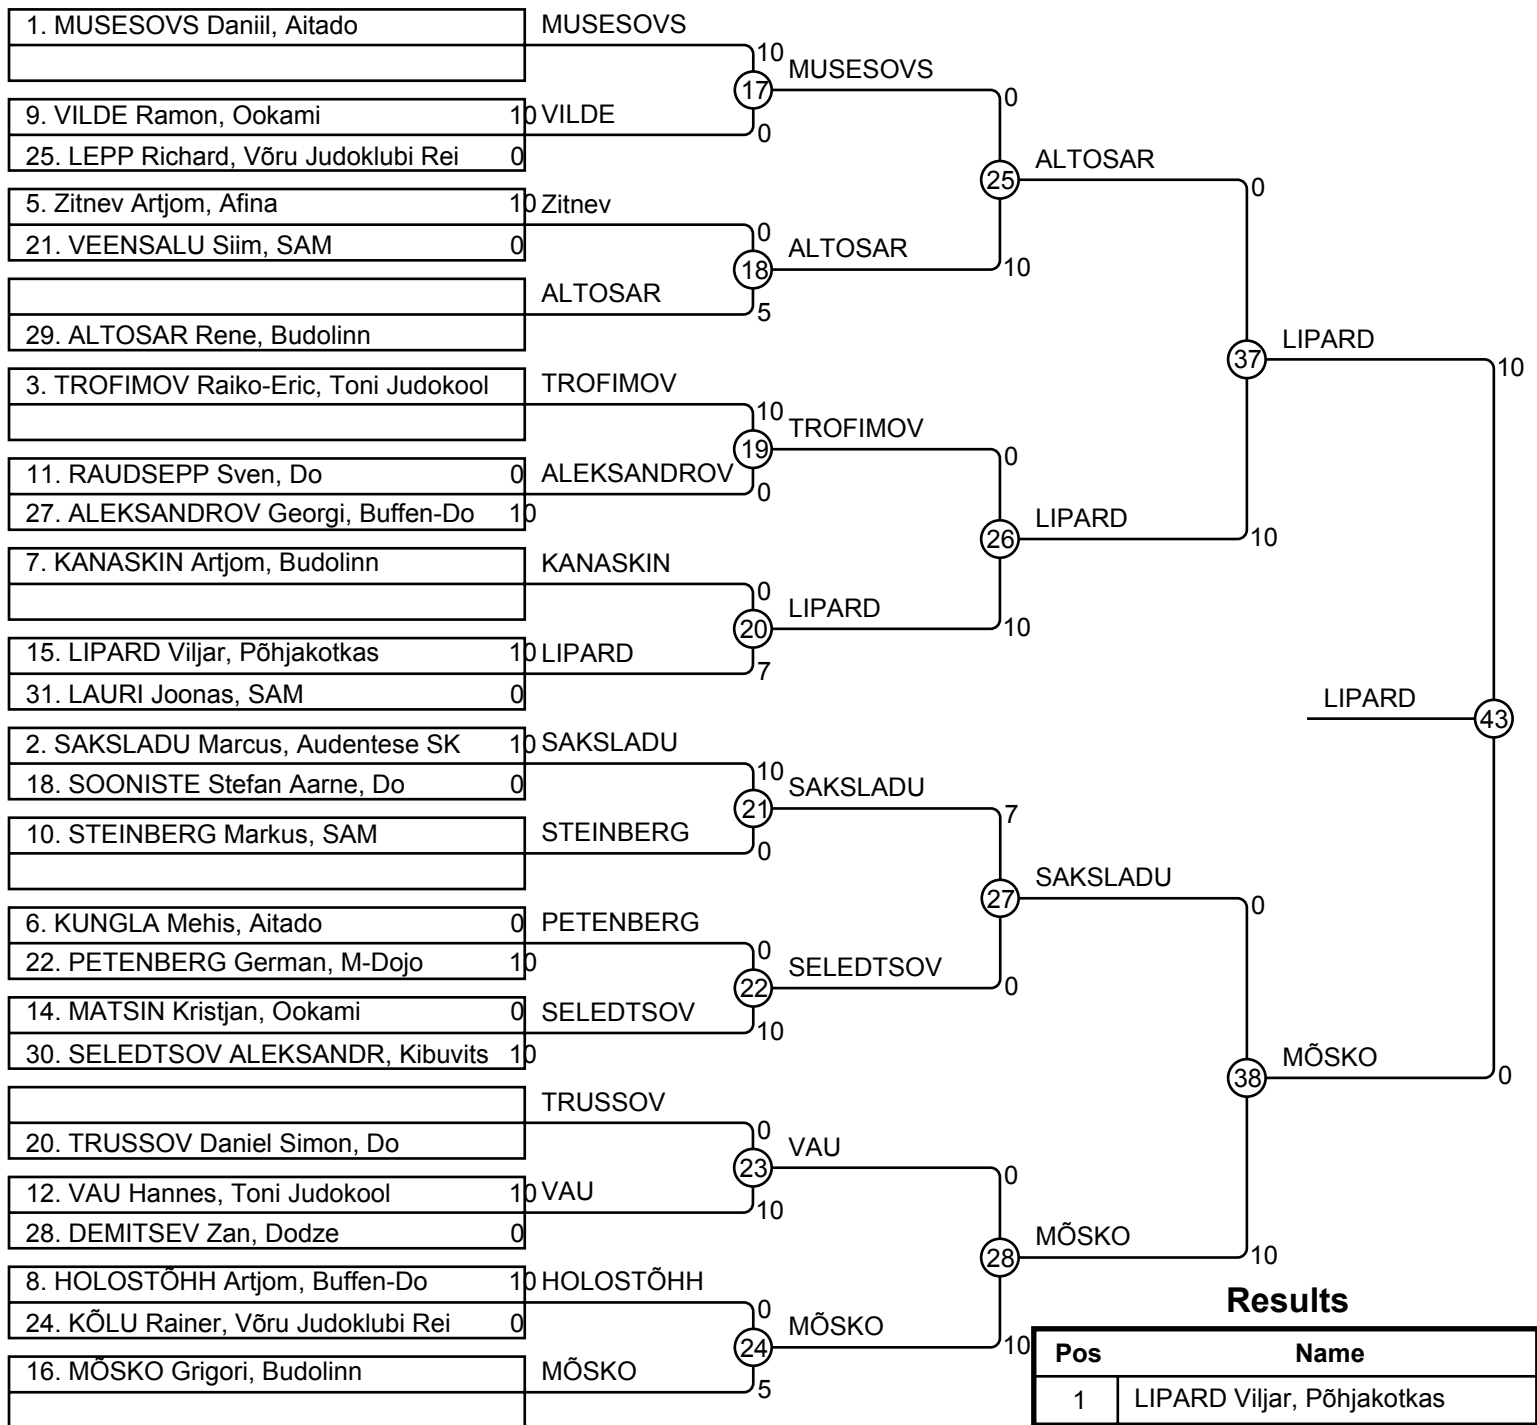 1. MUSESOVS Daniil, Aitado
MUSESOVS
10
17
MUSESOVS
0
9. VILDE Ramon, Ookami 10
VILDE
0
25. LEPP Richard, Võru Judoklubi Rei 0
25
ALTOSAR
0
5. Zitnev Artjom, Afina 10
Zitnev
21. VEENSALU Siim, SAM 0
0
18
ALTOSAR
10
ALTOSAR
5
29. ALTOSAR Rene, Budolinn
37
LIPARD
10
3. TROFIMOV Raiko-Eric, Toni Judokool
TROFIMOV
10
19
TROFIMOV
0
11. RAUDSEPP Sven, Do 0
ALEKSANDROV
0
27. ALEKSANDROV Georgi, Buffen-Do 10
26
LIPARD
10
7. KANASKIN Artjom, Budolinn
KANASKIN
0
20
LIPARD
10
15. LIPARD Viljar, Põhjakotkas 10
LIPARD
7
31. LAURI Joonas, SAM 0
LIPARD
43
2. SAKSLADU Marcus, Audentese SK 10
SAKSLADU
18. SOONISTE Stefan Aarne, Do 0
10
21
SAKSLADU
7
10. STEINBERG Markus, SAM
STEINBERG
0
27
SAKSLADU
0
6. KUNGLA Mehis, Aitado 0
PETENBERG
22. PETENBERG German, M-Dojo 10
0
22
SELEDTSOV
0
14. MATSIN Kristjan, Ookami 0
SELEDTSOV
10
30. SELEDTSOV ALEKSANDR, Kibuvits 10
38
MÕSKO
0
TRUSSOV
20. TRUSSOV Daniel Simon, Do
0
23
VAU
0
12. VAU Hannes, Toni Judokool 10
VAU
10
28. DEMITSEV Zan, Dodze 0
28
MÕSKO
10
8. HOLOSTÕHH Artjom, Buffen-Do 10
HOLOSTÕHH
24. KÕLU Rainer, Võru Judoklubi Rei 0
0
24
MÕSKO
10
16. MÕSKO Grigori, Budolinn
MÕSKO
5
Results
Pos Name
1 LIPARD Viljar, Põhjakotkas